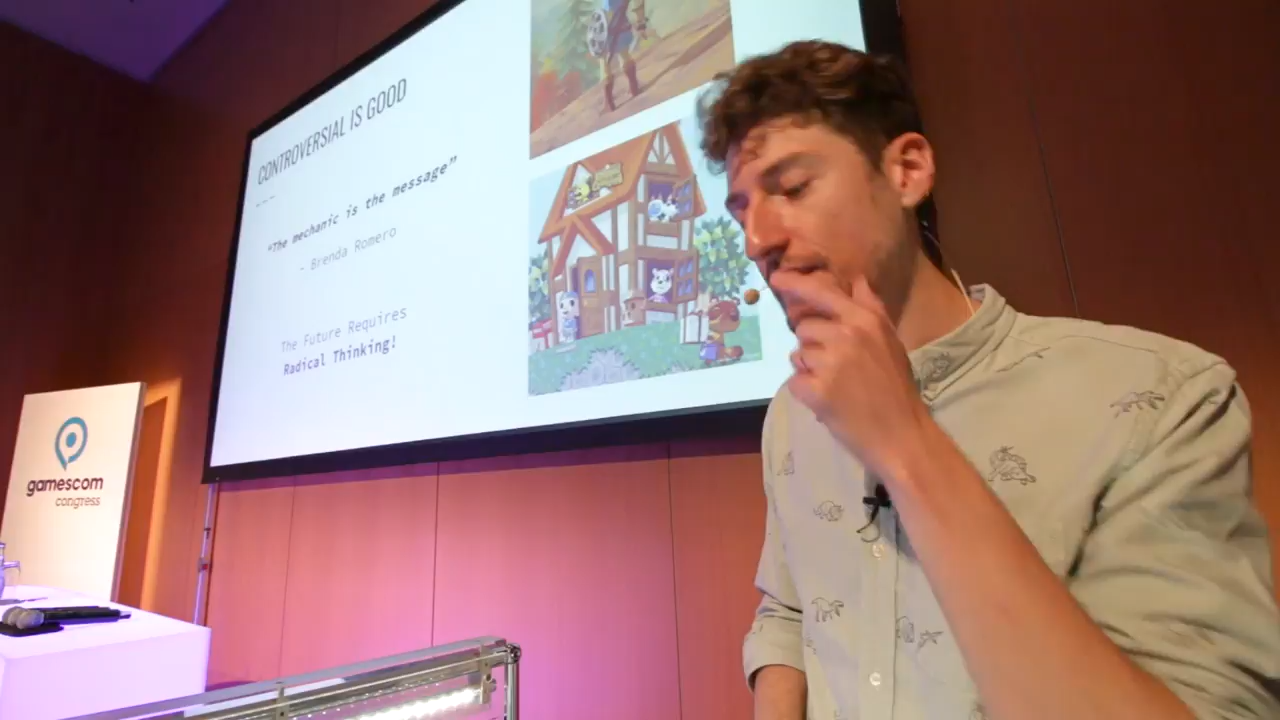 CONTROVERSIAL IS GOOD
---
"The mechanic is the message"
- Brenda Romero
The Future Requires
Radical Thinking!
gamescom
congress